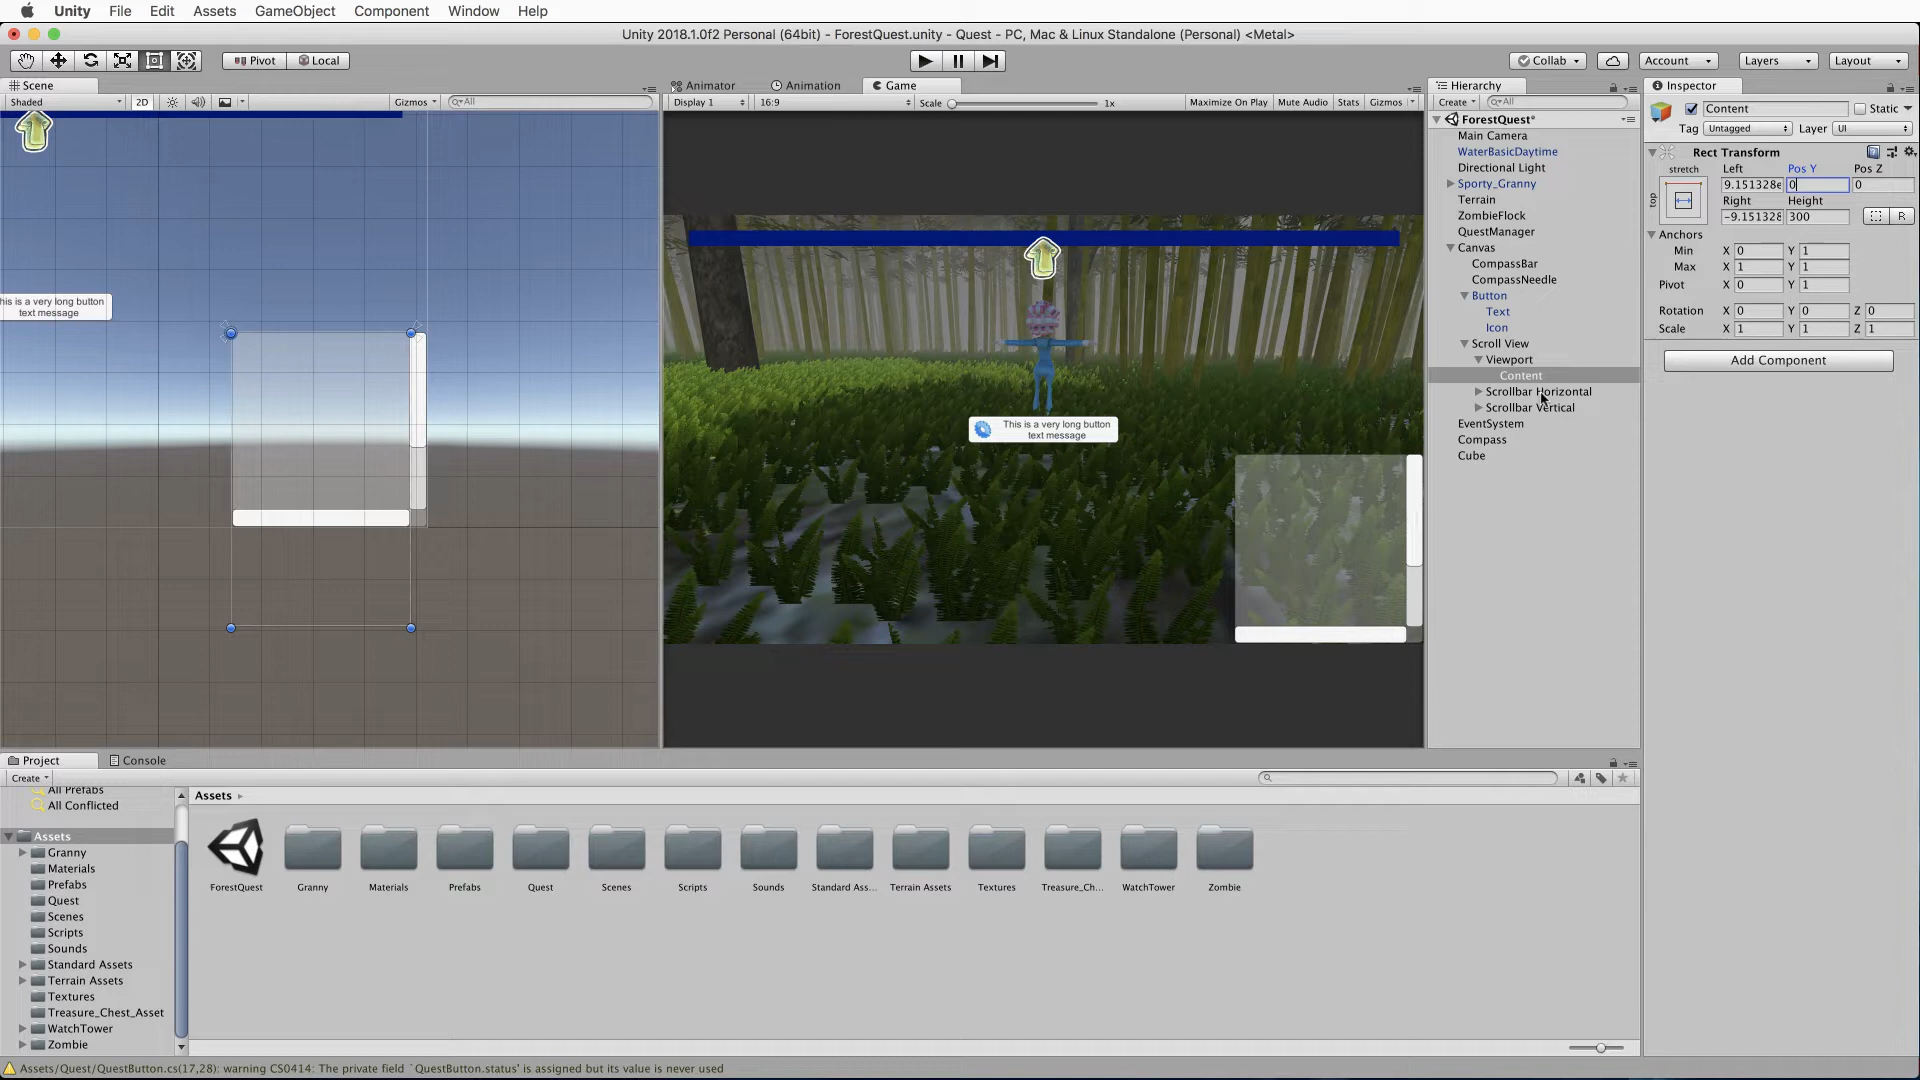 Unity File Edit Assets GameObject Component Window Help
Unity 2018.1.0f2 Personal (64bit) - ForestQuest.unity - Quest - PC, Mac & Linux Standalone (Personal) <Metal>
Pivot Local Collab Account Layers Layout
Scene
Shaded 2D Gizmos All
his is a very long button
text message
Animator Animation Game
Display 1 16:9 Scale 1x Maximize On Play Mute Audio Stats Gizmos
This is a very long button
text message
Hierarchy
Create All
ForestQuest*
Main Camera
WaterBasicDaytime
Directional Light
Sporty_Granny
Terrain
ZombieFlock
QuestManager
Canvas
CompassBar
CompassNeedle
Button
Text
Icon
Scroll View
Viewport
Content
Scrollbar Horizontal
Scrollbar Vertical
EventSystem
Compass
Cube
Inspector
Content Static
Tag Untagged Layer UI
Rect Transform
stretch Left Pos Y Pos Z
top 9.151328e 0 0
Right Height
-9.151328 300 R
Anchors
Min X 0 Y 1
Max X 1 Y 1
Pivot X 0 Y 1
Rotation X 0 Y 0 Z 0
Scale X 1 Y 1 Z 1
Add Component
Project Console
Create
All Prefabs
All Conflicted
Assets
Granny
Materials
Prefabs
Quest
Scenes
Scripts
Sounds
Standard Assets
Terrain Assets
Textures
Treasure_Chest_Asset
WatchTower
Zombie
Assets
ForestQuest Granny Materials Prefabs Quest Scenes Scripts Sounds Standard Ass... Terrain Assets Textures Treasure_Ch... WatchTower Zombie
Assets/Quest/QuestButton.cs(17,28): warning CS0414: The private field `QuestButton.status' is assigned but its value is never used